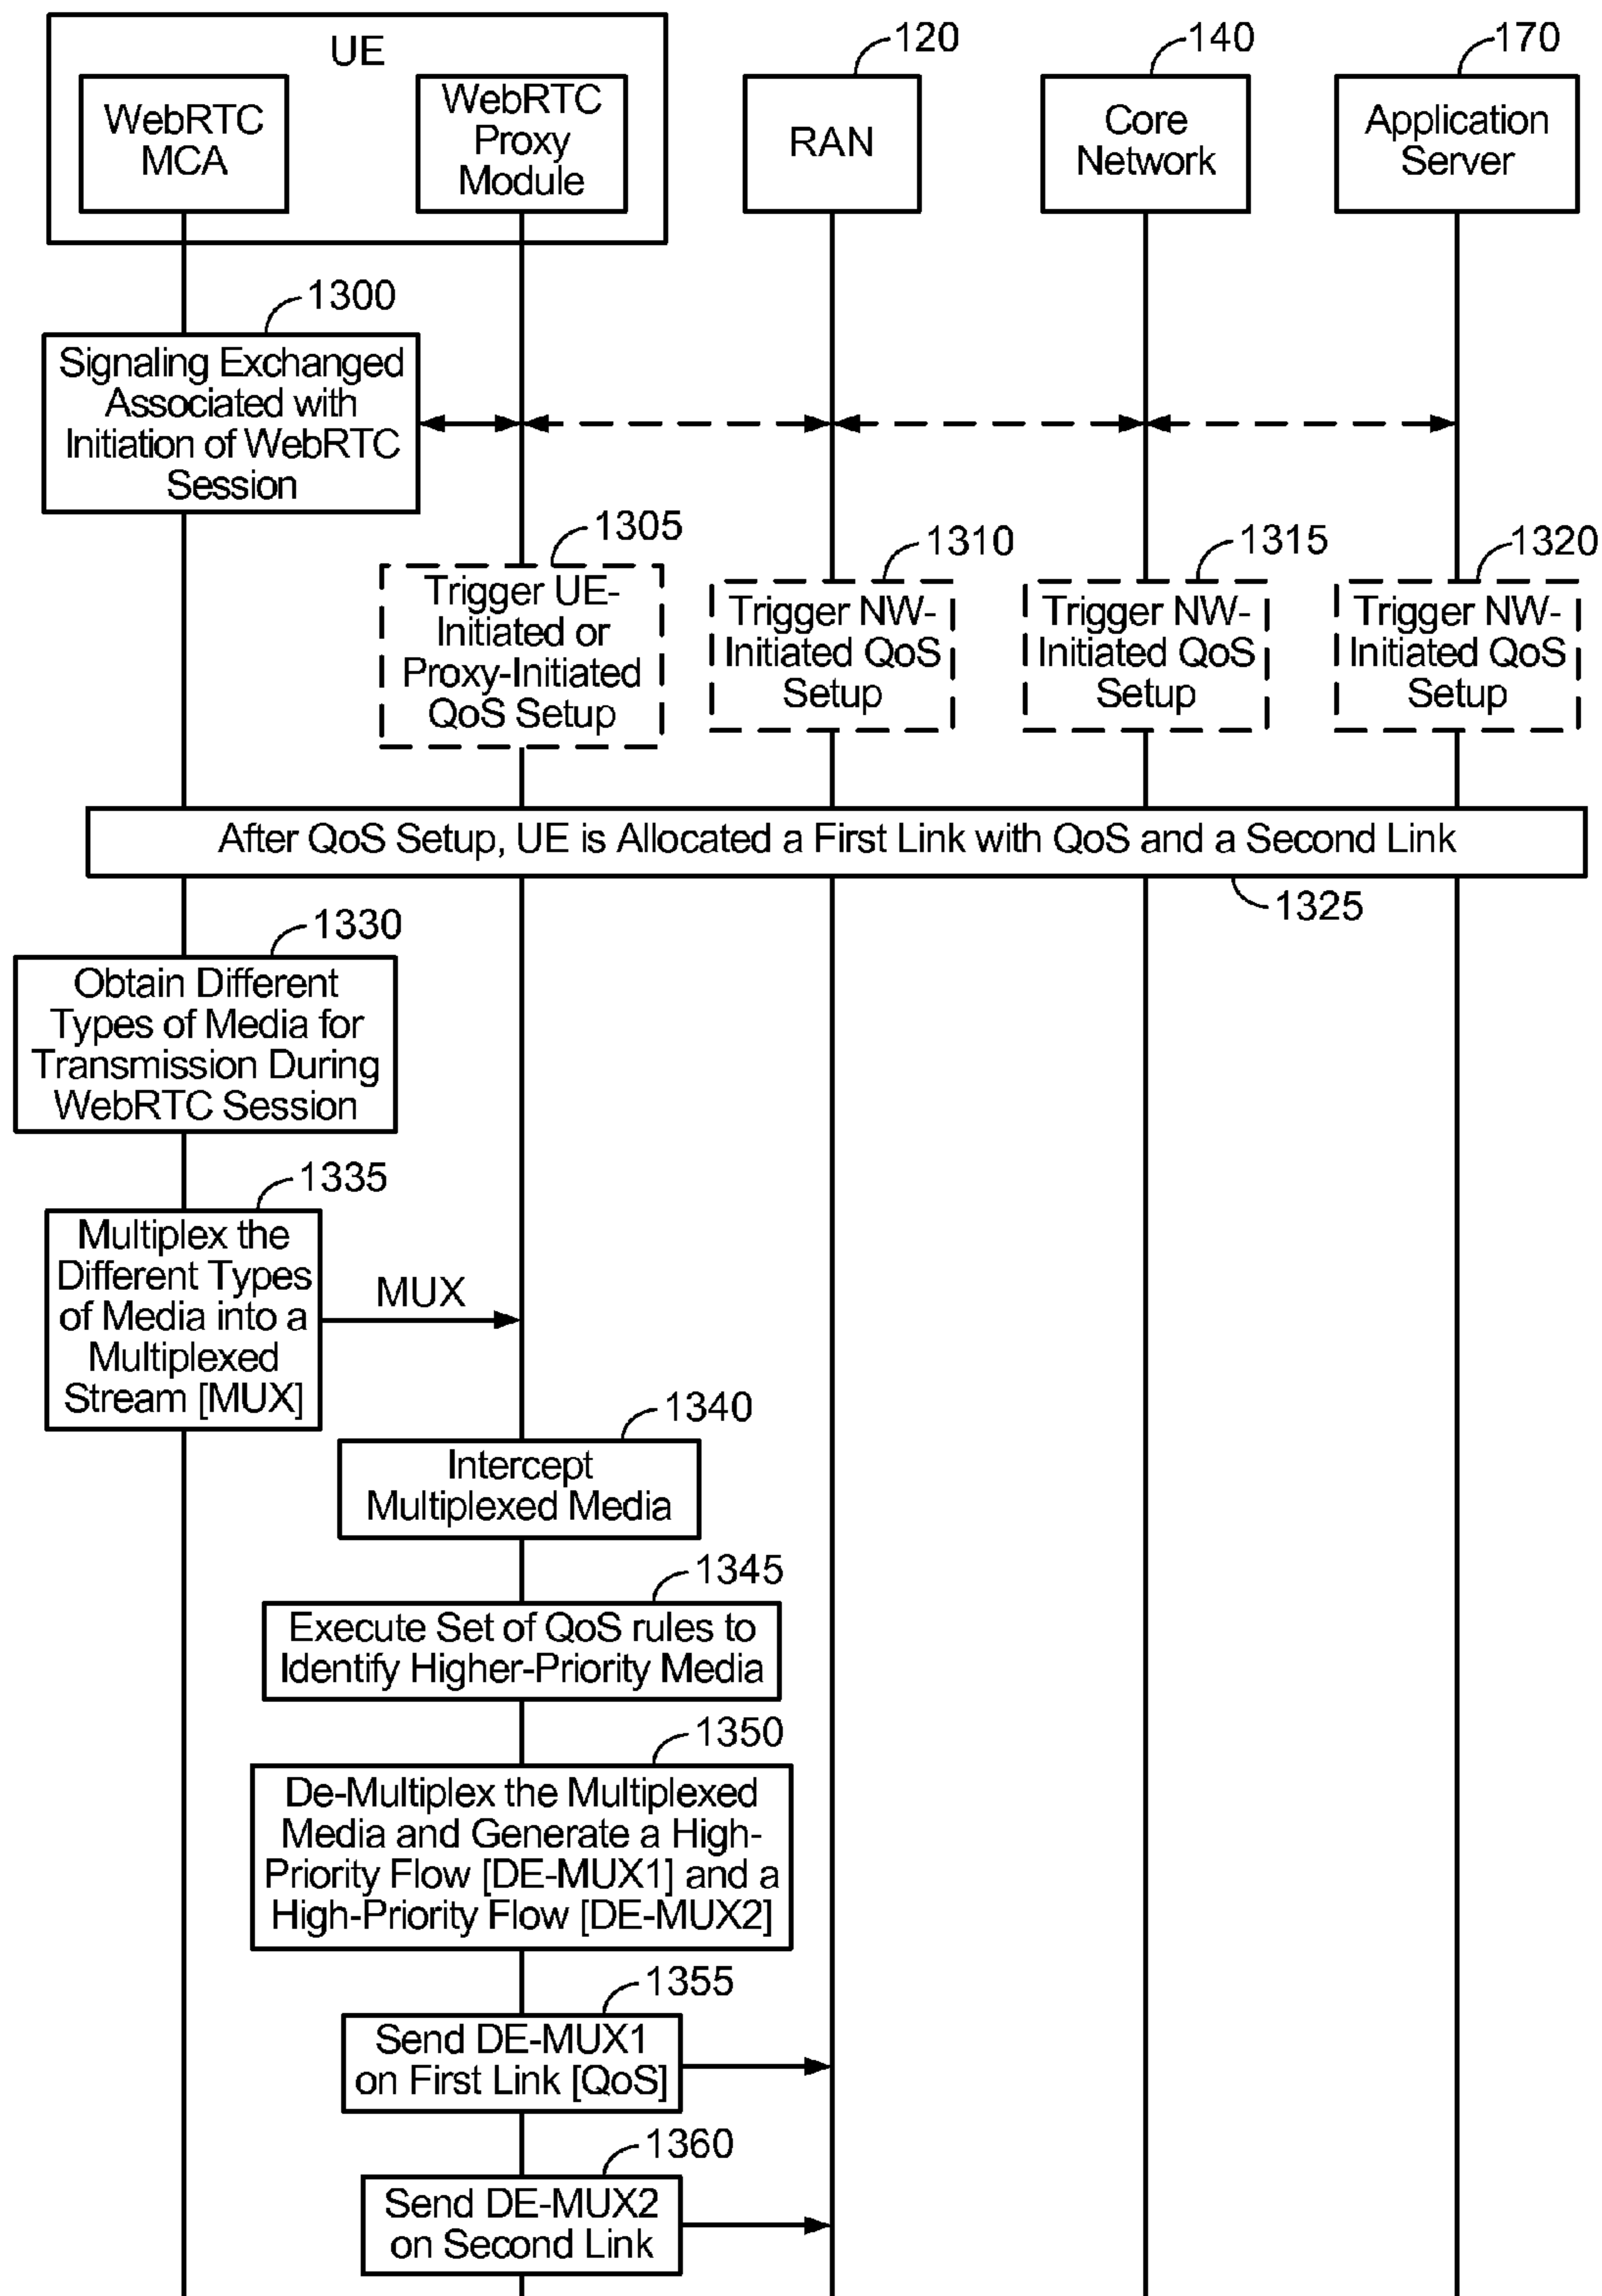 UE
WebRTC
MCA
WebRTC
Proxy
Module
120
RAN
140
Core
Network
170
Application
Server
1300
Signaling Exchanged
Associated with
Initiation of WebRTC
Session
1305
Trigger UE-
Initiated or
Proxy-Initiated
QoS Setup
1310
Trigger NW-
Initiated QoS
Setup
1315
Trigger NW-
Initiated QoS
Setup
1320
Trigger NW-
Initiated QoS
Setup
After QoS Setup, UE is Allocated a First Link with QoS and a Second Link
1325
1330
Obtain Different
Types of Media for
Transmission During
WebRTC Session
1335
Multiplex the
Different Types
of Media into a
Multiplexed
Stream [MUX]
MUX
1340
Intercept
Multiplexed Media
1345
Execute Set of QoS rules to
Identify Higher-Priority Media
1350
De-Multiplex the Multiplexed
Media and Generate a High-
Priority Flow [DE-MUX1] and a
High-Priority Flow [DE-MUX2]
1355
Send DE-MUX1
on First Link [QoS]
1360
Send DE-MUX2
on Second Link